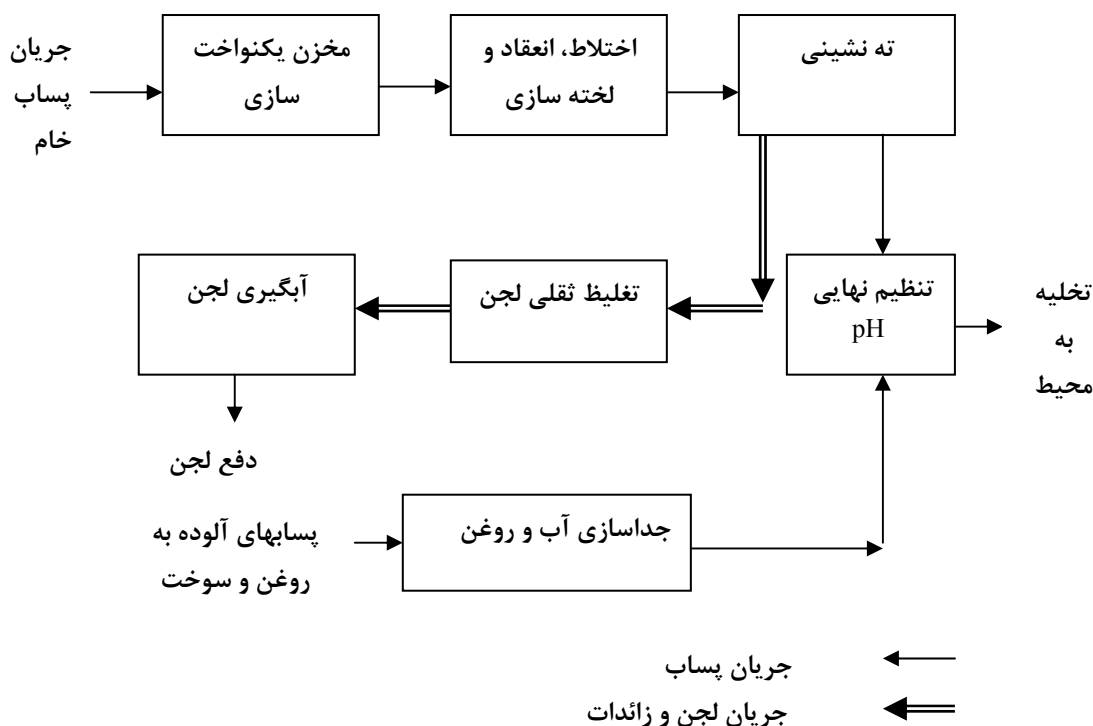 جریان
پساب
خام
مخزن یکنواخت
سازی
اختلاط، انعقاد و
لخته سازی
ته نشینی
آبگیری لجن
تغلیظ ثقلی لجن
تنظیم نهایی
pH
تخلیه
به
محیط
دفع لجن
پسابهای آلوده به
روغن و سوخت
جداسازی آب و روغن
جریان پساب
جریان لجن و زائدات